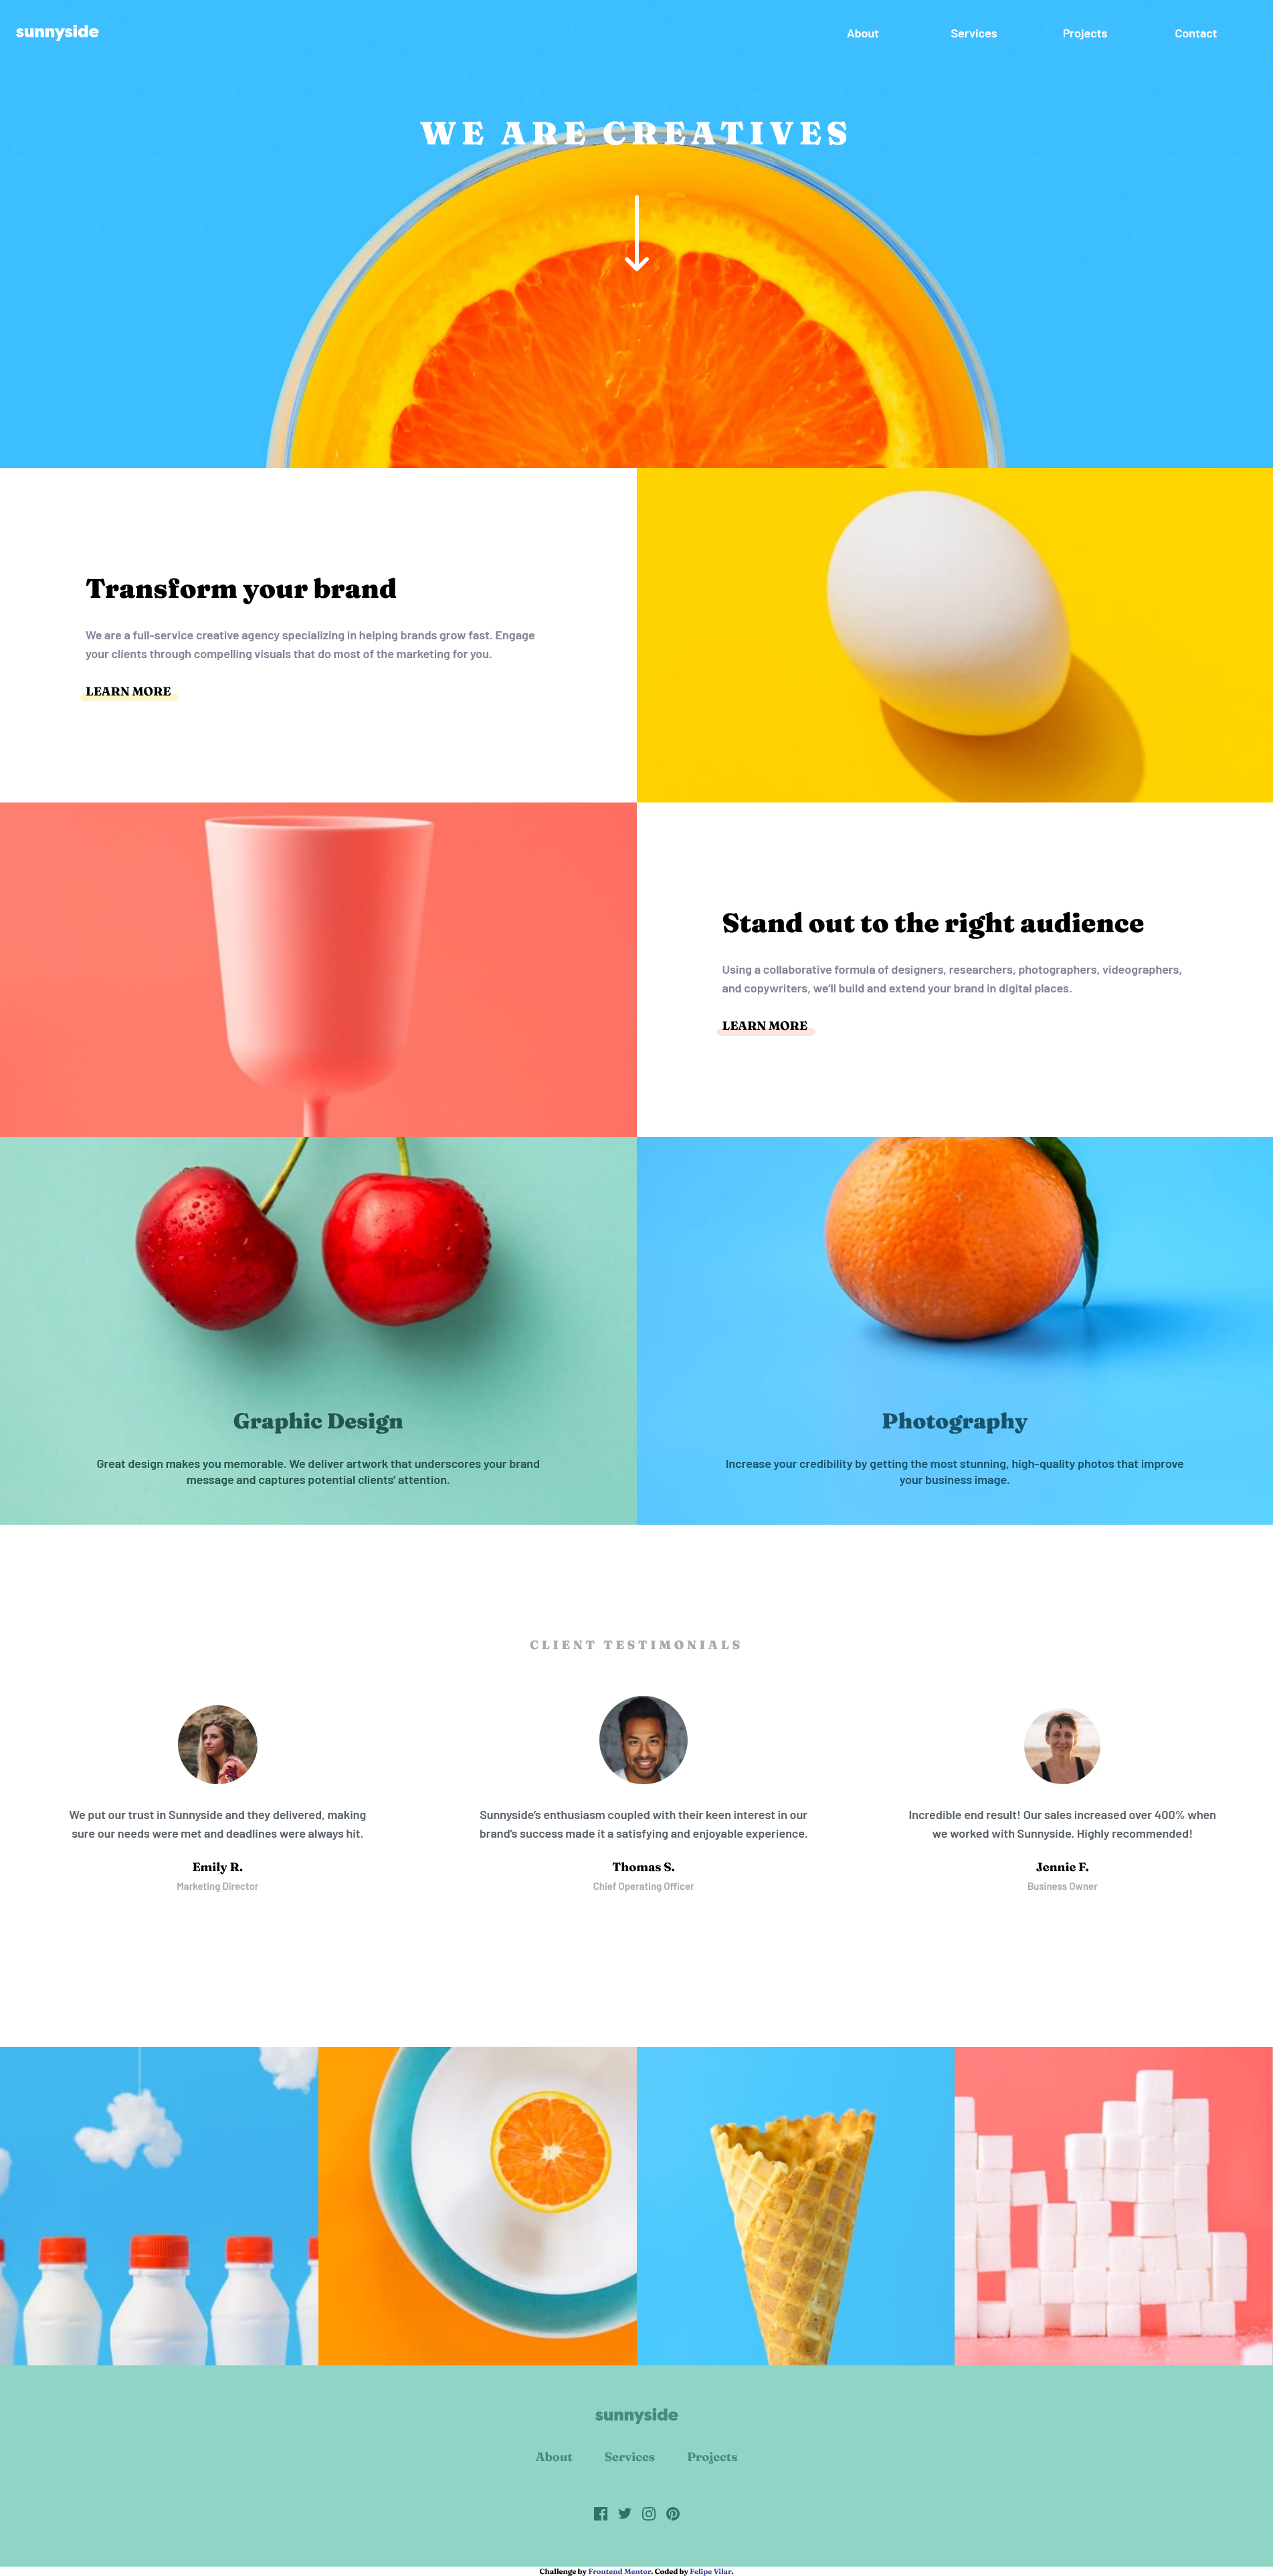 sunnyside
About Services Projects Contact
WE ARE CREATIVES
Transform your brand
We are a full-service creative agency specializing in helping brands grow fast. Engage
your clients through compelling visuals that do most of the marketing for you.
LEARN MORE
Stand out to the right audience
Using a collaborative formula of designers, researchers, photographers, videographers,
and copywriters, we’ll build and extend your brand in digital places.
LEARN MORE
Graphic Design
Great design makes you memorable. We deliver artwork that underscores your brand
message and captures potential clients’ attention.
Photography
Increase your credibility by getting the most stunning, high-quality photos that improve
your business image.
CLIENT TESTIMONIALS
We put our trust in Sunnyside and they delivered, making
sure our needs were met and deadlines were always hit.
Emily R.
Marketing Director
Sunnyside’s enthusiasm coupled with their keen interest in our
brand’s success made it a satisfying and enjoyable experience.
Thomas S.
Chief Operating Officer
Incredible end result! Our sales increased over 400% when
we worked with Sunnyside. Highly recommended!
Jennie F.
Business Owner
sunnyside
About Services Projects
Challenge by Frontend Mentor. Coded by Felipe Vilar.